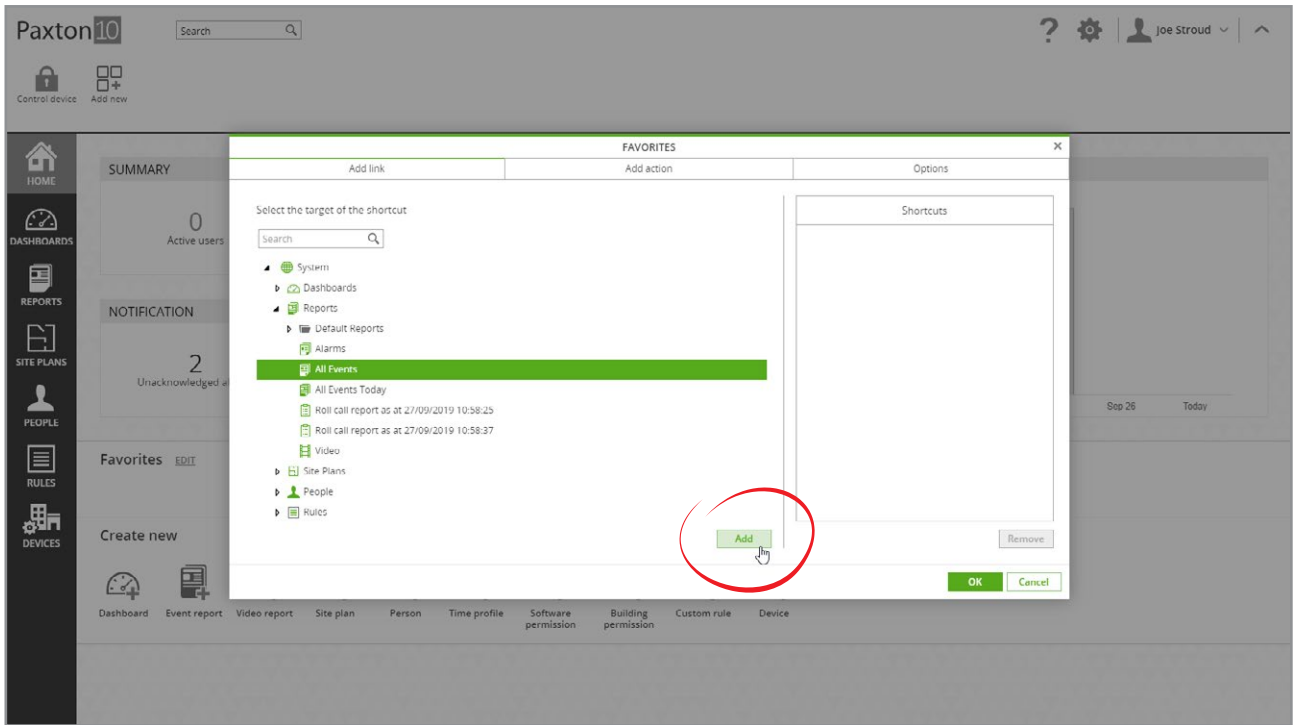 Paxton10
Search
Joe Stroud
Control device
Add new
HOME
DASHBOARDS
REPORTS
SITE PLANS
PEOPLE
RULES
DEVICES
SUMMARY
0
Active users
NOTIFICATION
2
Unacknowledged
FAVORITES
Add link
Add action
Options
Select the target of the shortcut
Search
System
Dashboards
Reports
Default Reports
Alarms
All Events
All Events Today
Roll call report as at 27/09/2019 10:58:25
Roll call report as at 27/09/2019 10:58:37
Video
Site Plans
People
Rules
Add
Shortcuts
Remove
OK
Cancel
Sep 26
Today
Favorites EDIT
Create new
Dashboard
Event report
Video report
Site plan
Person
Time profile
Software
permission
Building
permission
Custom rule
Device